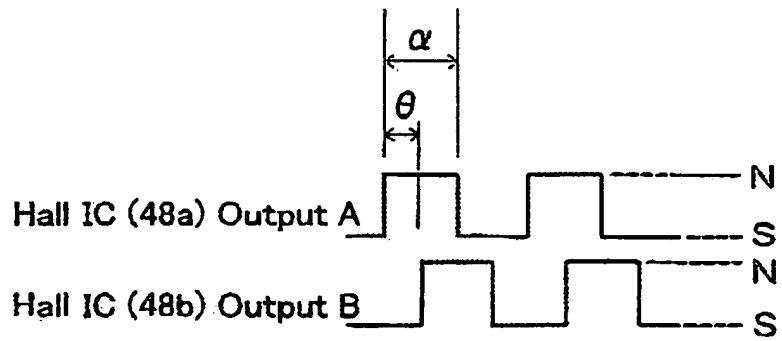 α
θ
Hall IC (48a) Output A
N
S
Hall IC (48b) Output B
N
S